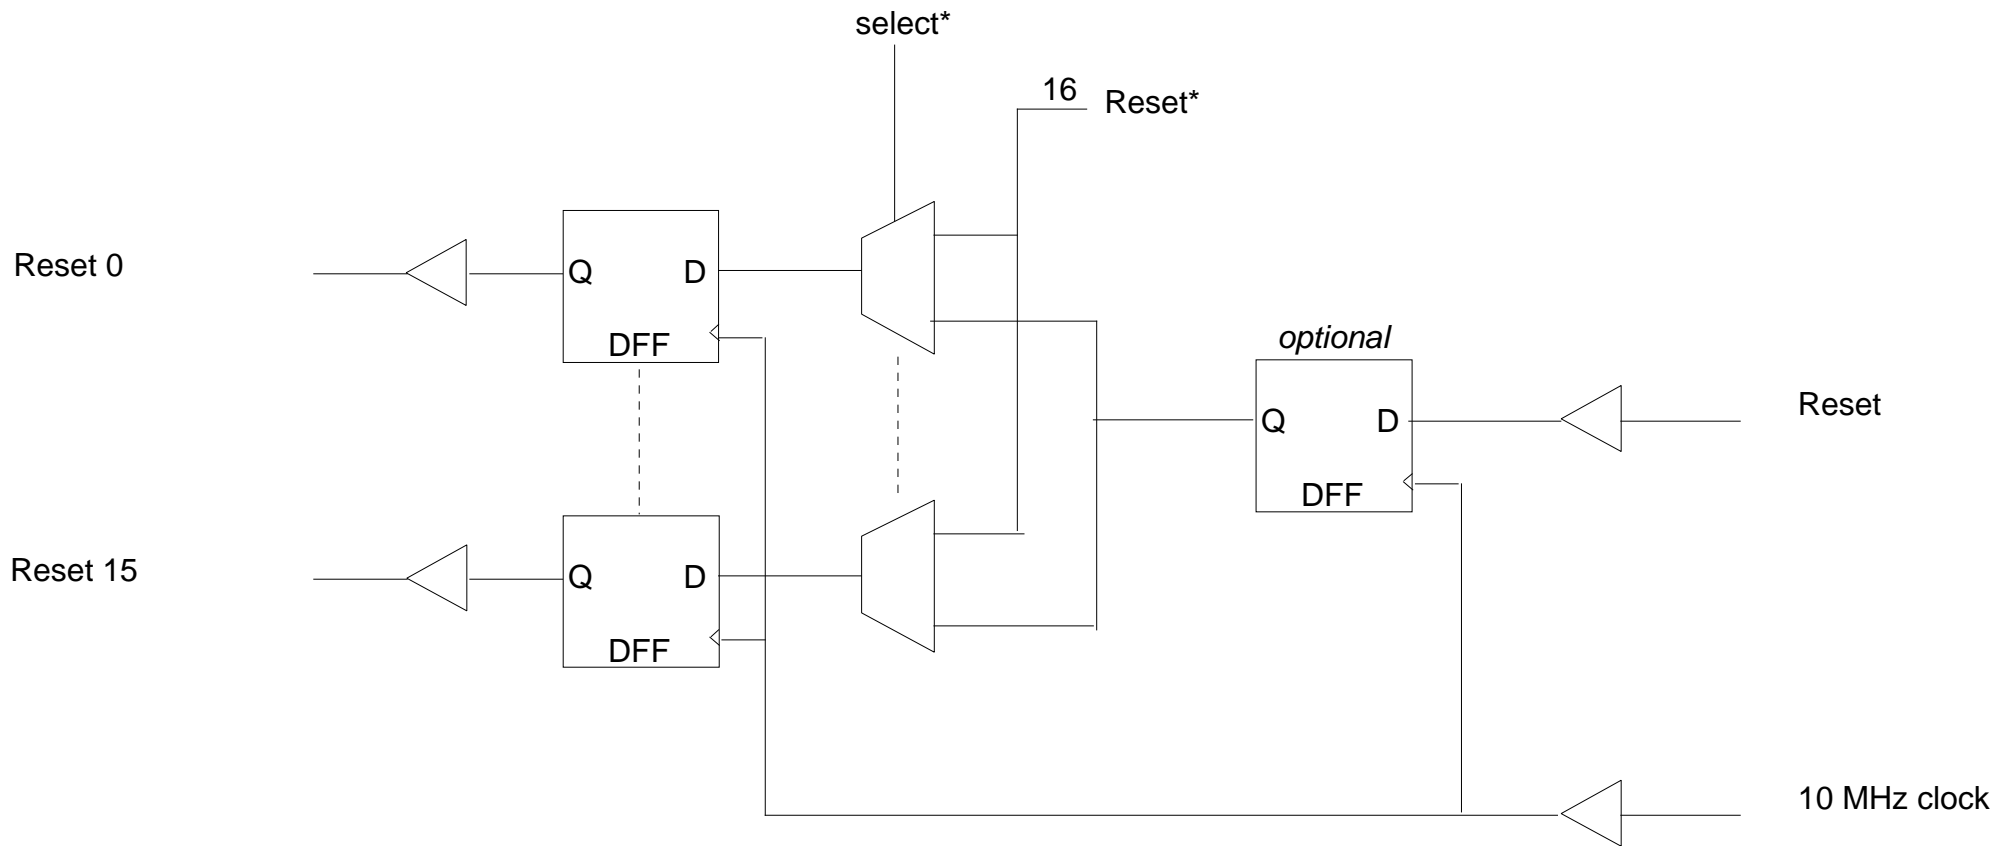 select*
16
Reset*
Reset 0
Q
D
DFF
optional
Q
D
DFF
Reset
Reset 15
Q
D
DFF
10 MHz clock